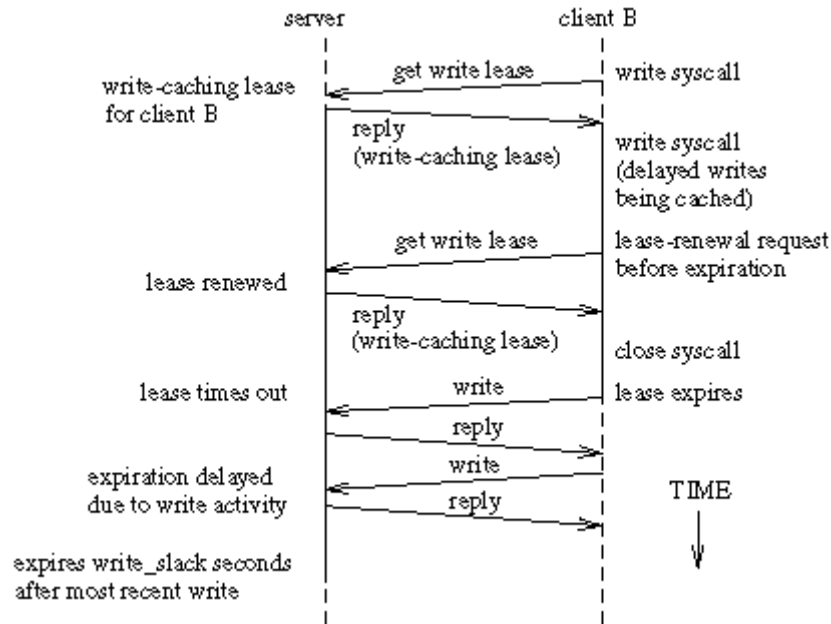 server
client B
get write lease
write syscall
write-caching lease
for client B
reply
(write-caching lease)
write syscall
(delayed writes
being cached)
get write lease
lease-renewal request
before expiration
lease renewed
reply
(write-caching lease)
close syscall
lease times out
write
lease expires
reply
write
expiration delayed
due to write activity
reply
TIME
expires write_slack seconds
after most recent write